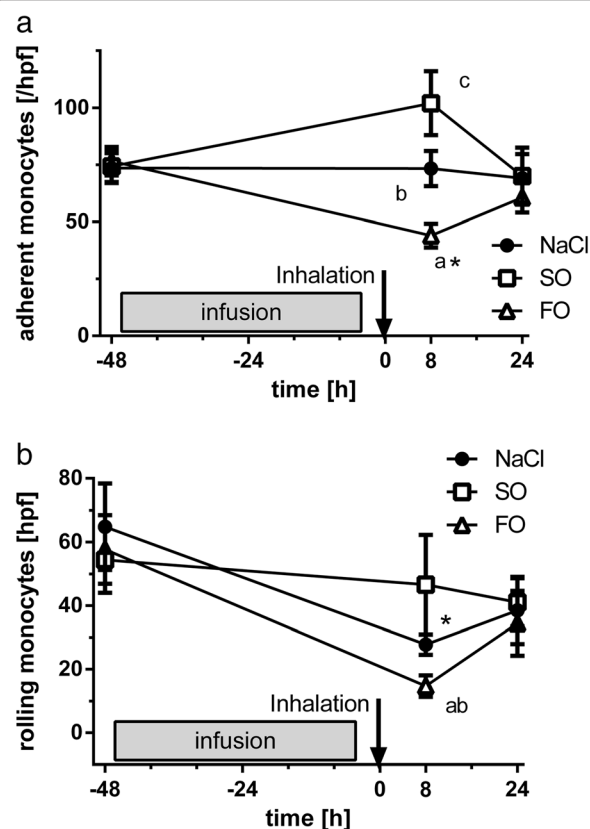 a
adherent monocytes [/hpf]
100
50
0
c
b
a*
NaCl
SO
FO
Inhalation
infusion
-48
-24
0
8
24
time [h]
b
rolling monocytes [hpf]
80
60
40
20
0
NaCl
SO
FO
*
ab
Inhalation
infusion
-48
-24
0
8
24
time [h]